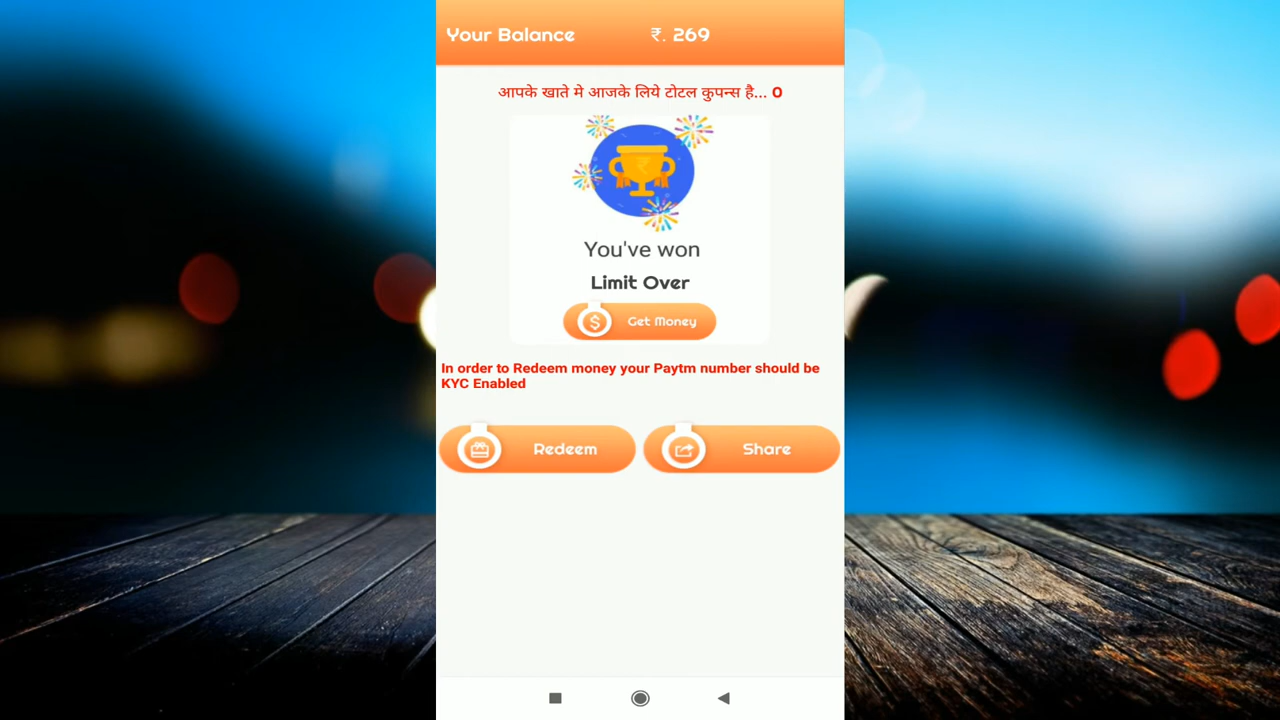 Your Balance ₹. 269
आपके खाते मे आजके लिये टोटल कुपन्स है... 0
You've won
Limit Over
Get Money
In order to Redeem money your Paytm number should be
KYC Enabled
Redeem Share